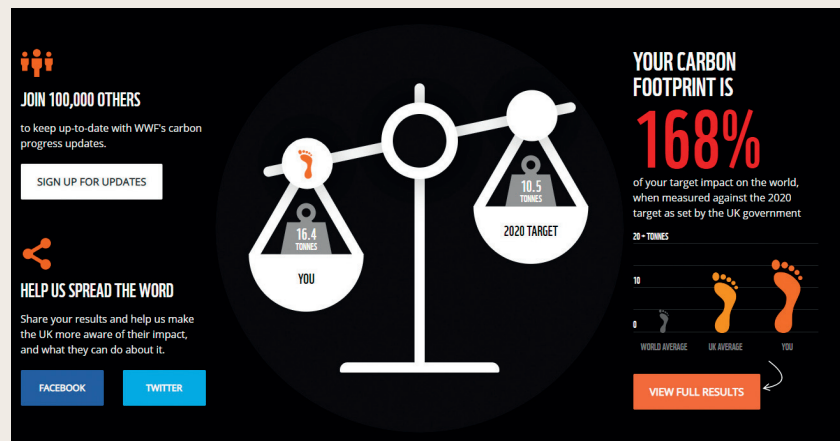 JOIN 100,000 OTHERS
to keep up-to-date with WWF's carbon
progress updates.
SIGN UP FOR UPDATES
HELP US SPREAD THE WORD
Share your results and help us make
the UK more aware of their impact,
and what they can do about it.
FACEBOOK
TWITTER
16.4
TONNES
YOU
10.5
TONNES
2020 TARGET
YOUR CARBON
FOOTPRINT IS
168%
of your target impact on the world,
when measured against the 2020
target as set by the UK government
20 + TONNES
10
0
WORLD AVERAGE
UK AVERAGE
YOU
VIEW FULL RESULTS